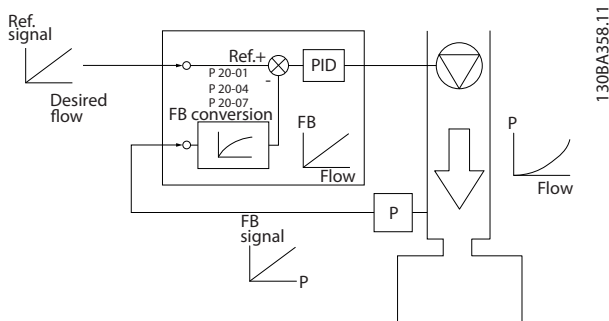 Ref.
signal
Desired
flow
Ref.+
-
PID
P 20-01
P 20-04
P 20-07
FB conversion
FB
Flow
P
Flow
P
FB
signal
P
130BA358.11